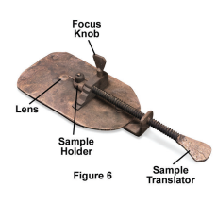 Focus
Knob
Lens
Sample
Holder
Sample
Translator
Figure 6